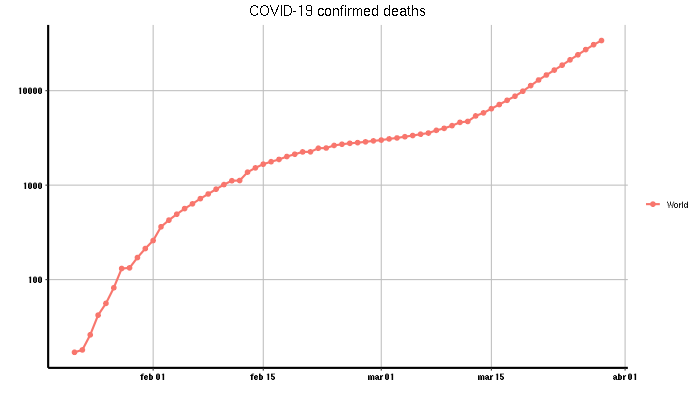 COVID-19 confirmed deaths
10000
1000
100
World
feb 01
feb 15
mar 01
mar 15
abr 01